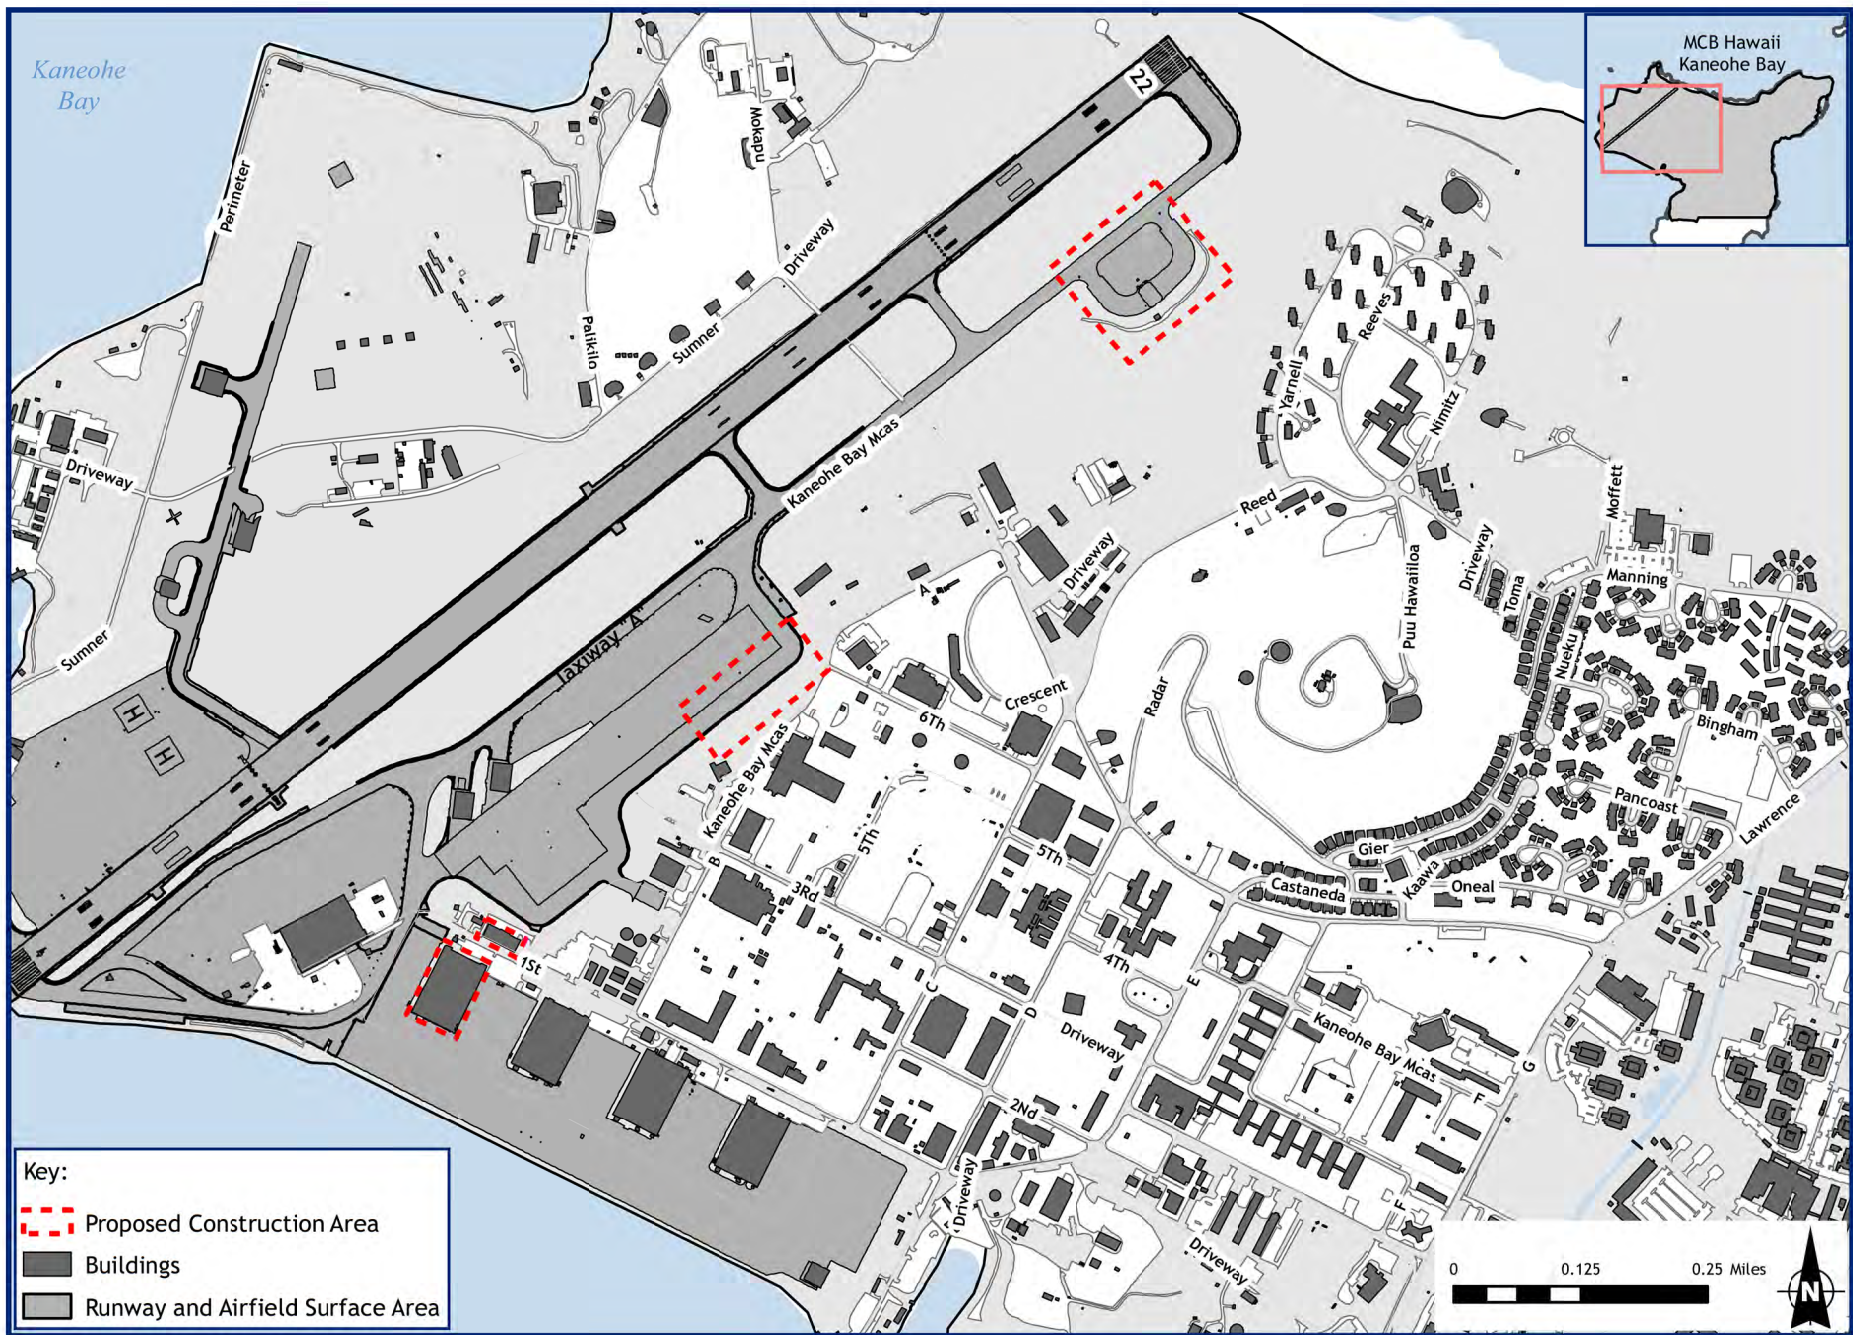 Kaneohe
Bay
MCB Hawaii
Kaneohe Bay
22
Mokapu
Perimeter
Driveway
Palikilo
Sumner
Reeves
Yarnell
Nimitz
Kaneohe Bay Mcas
Driveway
Reed
Moffett
Driveway
Driveway
Puu Hawaiiloa
Manning
Toma
A
Taxiway "A"
Sumner
Nueku
H
H
Crescent
Radar
6Th
Bingham
Kaneohe Bay Mcas
Pancoast
Lawrence
5Th
5Th
B
Gier
Kaawa
Castaneda
Oneal
3Rd
1St
4Th
E
C
D
Driveway
Kaneohe Bay Mcas
G
F
2Nd
Driveway
F
Driveway
Key:
Proposed Construction Area
Buildings
Runway and Airfield Surface Area
0 0.125 0.25 Miles
N